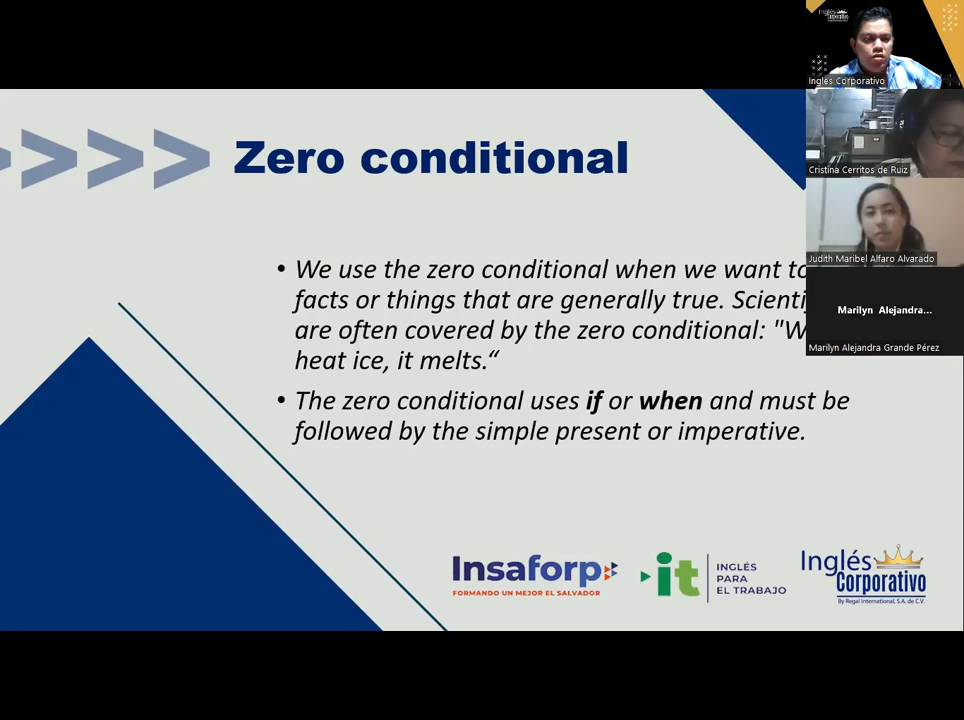 Zero conditional
• We use the zero conditional when we want to
facts or things that are generally true.
are often covered by the zero conditional:
heat ice, it melts.“
• The zero conditional uses if or when and must be
followed by the simple present or imperative.
Insaforp
FORMANDO UN MEJOR EL SALVADOR
it
INGLÉS
PARA
EL TRABAJO
Inglés
Corporativo
By Regal International, S.A. de C.V.
Inglés
Corporativo
Inglés Corporativo
Cristina Cerritos de Ruiz
Judith Maribel Alfaro Alvarado
Marilyn Alejandra...
Marilyn Alejandra Grande Pérez